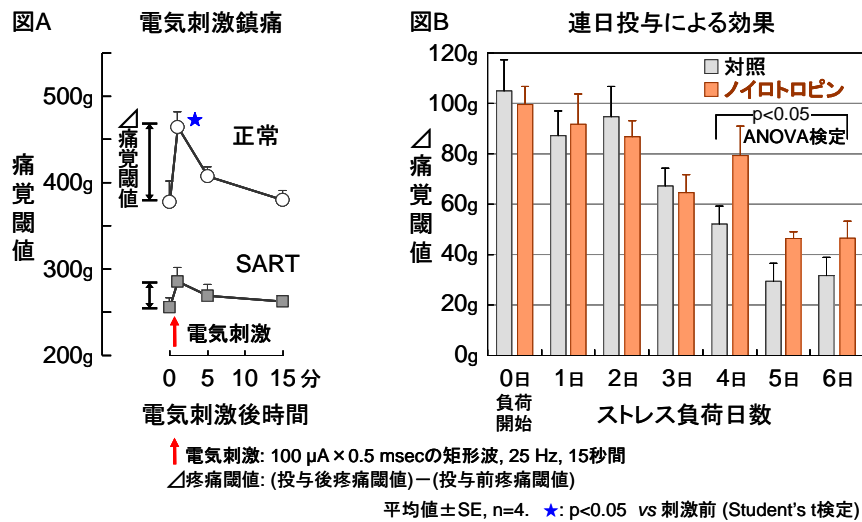 図A 電気刺激鎮痛
500g
400g
300g
200g
痛覚閾値
⊿痛覚閾値
正常
SART
電気刺激
0 5 10 15 分
電気刺激後時間
図B 連日投与による効果
対照
ノイロトロピン
p<0.05
ANOVA検定
120g
100g
80g
60g
40g
20g
0g
⊿痛覚閾値
0日 1日 2日 3日 4日 5日 6日
負荷
開始
ストレス負荷日数
電気刺激: 100 μA×0.5 msecの矩形波, 25 Hz, 15秒間
⊿疼痛閾値: (投与後疼痛閾値)−(投与前疼痛閾値)
平均値±SE, n=4. ★: p<0.05 vs 刺激前 (Student's t検定)